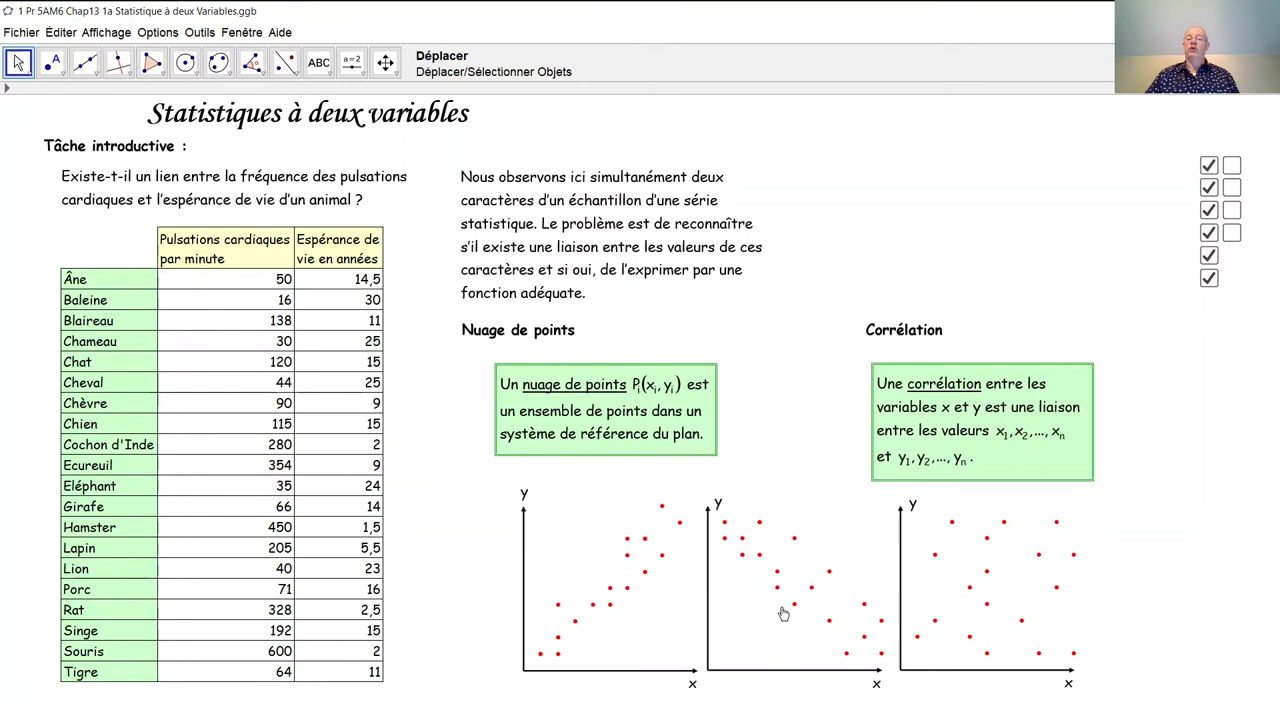 1 Pr 5AM6 Chap13 1a Statistique à deux Variables.ggb
Fichier Éditer Affichage Options Outils Fenêtre Aide
A
ABC
a=2
Déplacer
Déplacer/Sélectionner Objets
Statistiques à deux variables
Tâche introductive :
Existe-t-il un lien entre la fréquence des pulsations
cardiaques et l'espérance de vie d'un animal ?
Pulsations cardiaques par minute Espérance de vie en années
Âne 50 14,5
Baleine 16 30
Blaireau 138 11
Chameau 30 25
Chat 120 15
Cheval 44 25
Chèvre 90 9
Chien 115 15
Cochon d'Inde 280 2
Ecureuil 354 9
Eléphant 35 24
Girafe 66 14
Hamster 450 1,5
Lapin 205 5,5
Lion 40 23
Porc 71 16
Rat 328 2,5
Singe 192 15
Souris 600 2
Tigre 64 11
Nous observons ici simultanément deux
caractères d'un échantillon d'une série
statistique. Le problème est de reconnaître
s'il existe une liaison entre les valeurs de ces
caractères et si oui, de l'exprimer par une
fonction adéquate.
Nuage de points
Un nuage de points Pᵢ(xᵢ, yᵢ) est
un ensemble de points dans un
système de référence du plan.
Corrélation
Une corrélation entre les
variables x et y est une liaison
entre les valeurs x₁, x₂, ..., xₙ
et y₁, y₂, ..., yₙ .
y
x
y
x
y
x